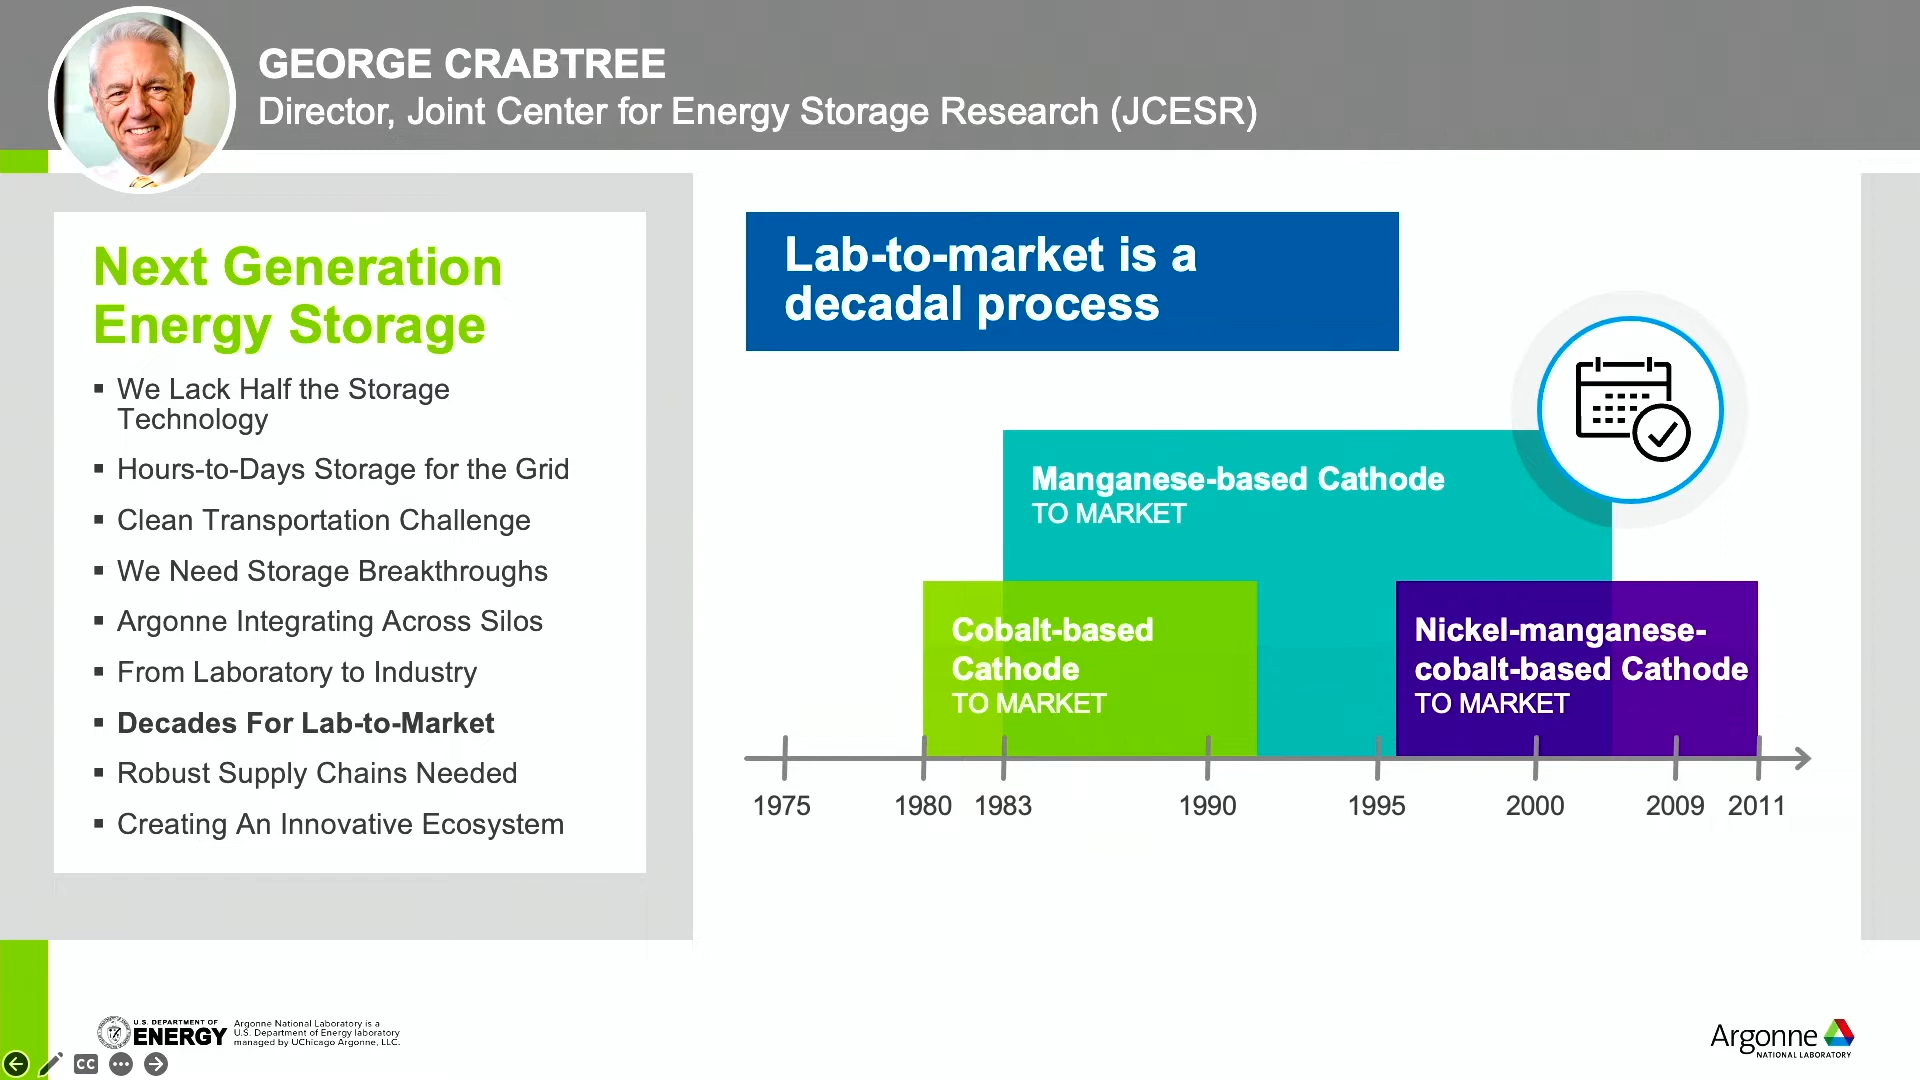 GEORGE CRABTREE
Director, Joint Center for Energy Storage Research (JCESR)
Next Generation
Energy Storage
▪ We Lack Half the Storage
Technology
▪ Hours-to-Days Storage for the Grid
▪ Clean Transportation Challenge
▪ We Need Storage Breakthroughs
▪ Argonne Integrating Across Silos
▪ From Laboratory to Industry
▪ Decades For Lab-to-Market
▪ Robust Supply Chains Needed
▪ Creating An Innovative Ecosystem
Lab-to-market is a
decadal process
Manganese-based Cathode
TO MARKET
Cobalt-based
Cathode
TO MARKET
Nickel-manganese-
cobalt-based Cathode
TO MARKET
1975 1980 1983 1990 1995 2000 2009 2011
U.S. DEPARTMENT OF
ENERGY
Argonne National Laboratory is a
U.S. Department of Energy laboratory
managed by UChicago Argonne, LLC.
CC
Argonne
NATIONAL LABORATORY